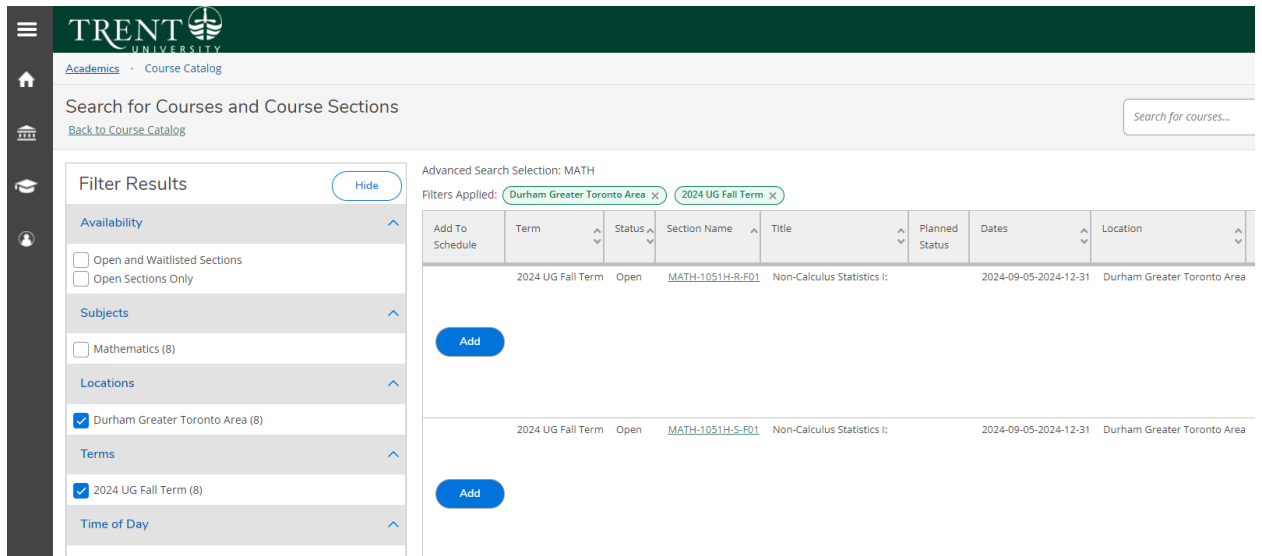 TRENT
UNIVERSITY
Academics · Course Catalog
Search for Courses and Course Sections
Back to Course Catalog
Search for courses...
Filter Results
Hide
Availability
Open and Waitlisted Sections
Open Sections Only
Subjects
Mathematics (8)
Locations
Durham Greater Toronto Area (8)
Terms
2024 UG Fall Term (8)
Time of Day
Advanced Search Selection: MATH
Filters Applied: Durham Greater Toronto Area × 2024 UG Fall Term ×
Add To Schedule Term Status Section Name Title Planned Status Dates Location
2024 UG Fall Term Open MATH-1051H-R-F01 Non-Calculus Statistics I: 2024-09-05-2024-12-31 Durham Greater Toronto Area
Add
2024 UG Fall Term Open MATH-1051H-S-F01 Non-Calculus Statistics I: 2024-09-05-2024-12-31 Durham Greater Toronto Area
Add